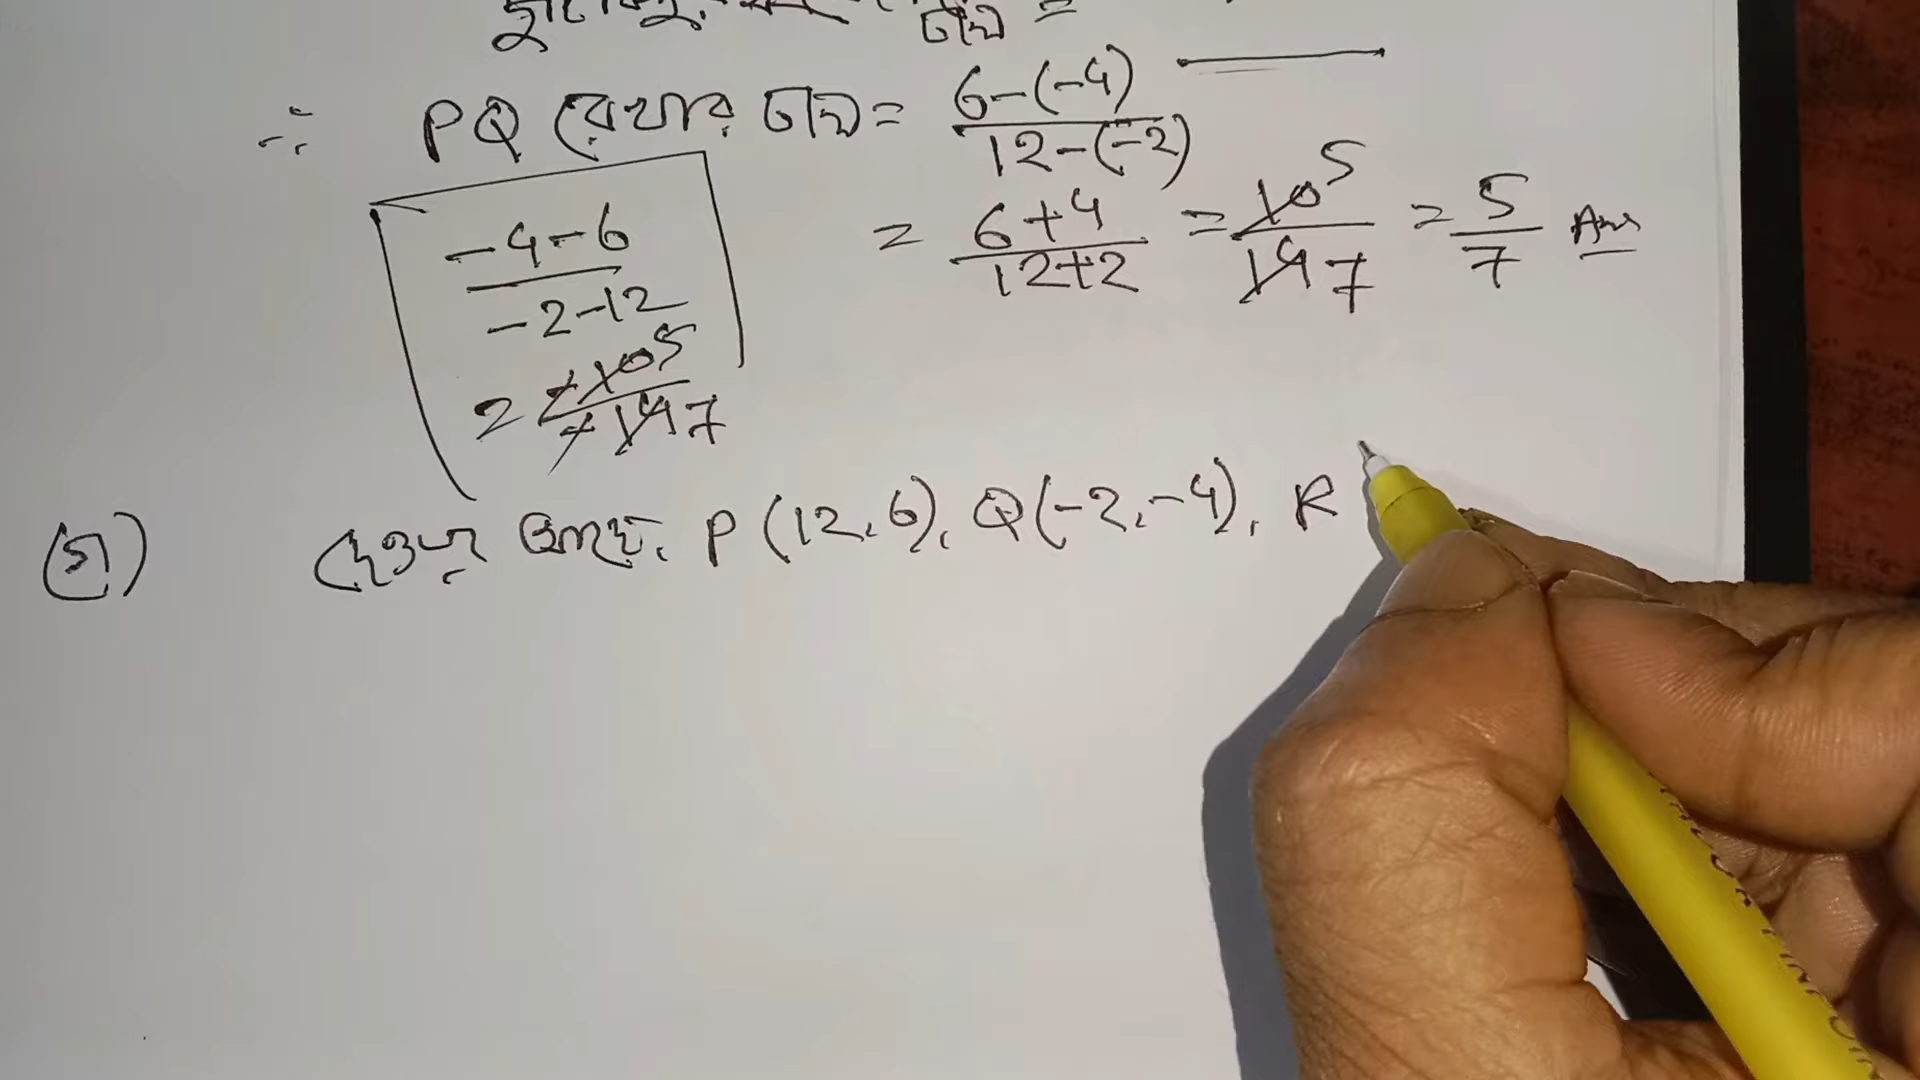 ঢাল =
∴ PQ রেখার ঢাল = 6-(-4) / 12-(-2)
= 6+4 / 12+2 = 10 5 / 14 7 = 5/7 Ans
-4-6 / -2-12
= -10 5 / -14 7
(গ) দেওয়া আছে, P(12,6), Q(-2,-4), R